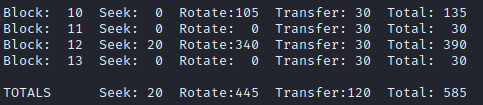 Block:  10  Seek:  0  Rotate:105  Transfer: 30  Total: 135
Block:  11  Seek:  0  Rotate:  0  Transfer: 30  Total:  30
Block:  12  Seek: 20  Rotate:340  Transfer: 30  Total: 390
Block:  13  Seek:  0  Rotate:  0  Transfer: 30  Total:  30

TOTALS      Seek: 20  Rotate:445  Transfer:120  Total: 585